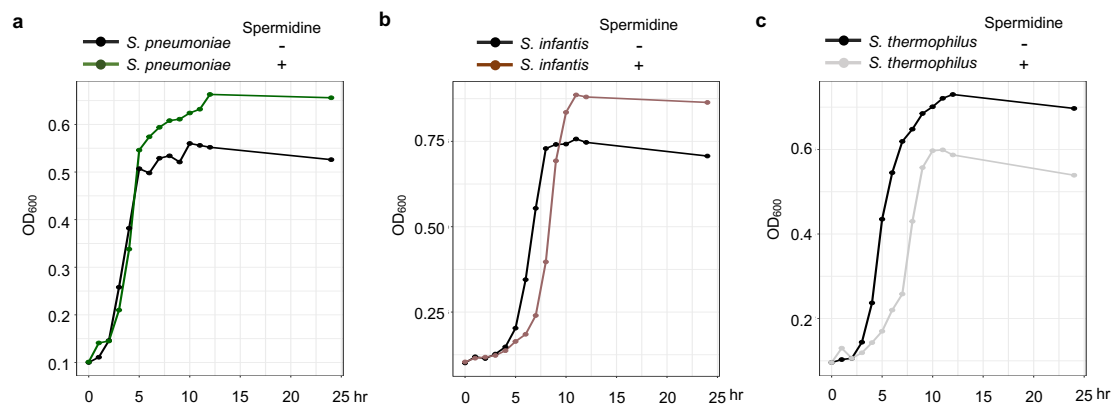 a
Spermidine
S. pneumoniae -
S. pneumoniae +
OD600
0.6
0.5
0.4
0.3
0.2
0.1
0 5 10 15 20 25 hr
b
Spermidine
S. infantis -
S. infantis +
OD600
0.75
0.50
0.25
0 5 10 15 20 25 hr
c
Spermidine
S. thermophilus -
S. thermophilus +
OD600
0.6
0.4
0.2
0 5 10 15 20 25 hr